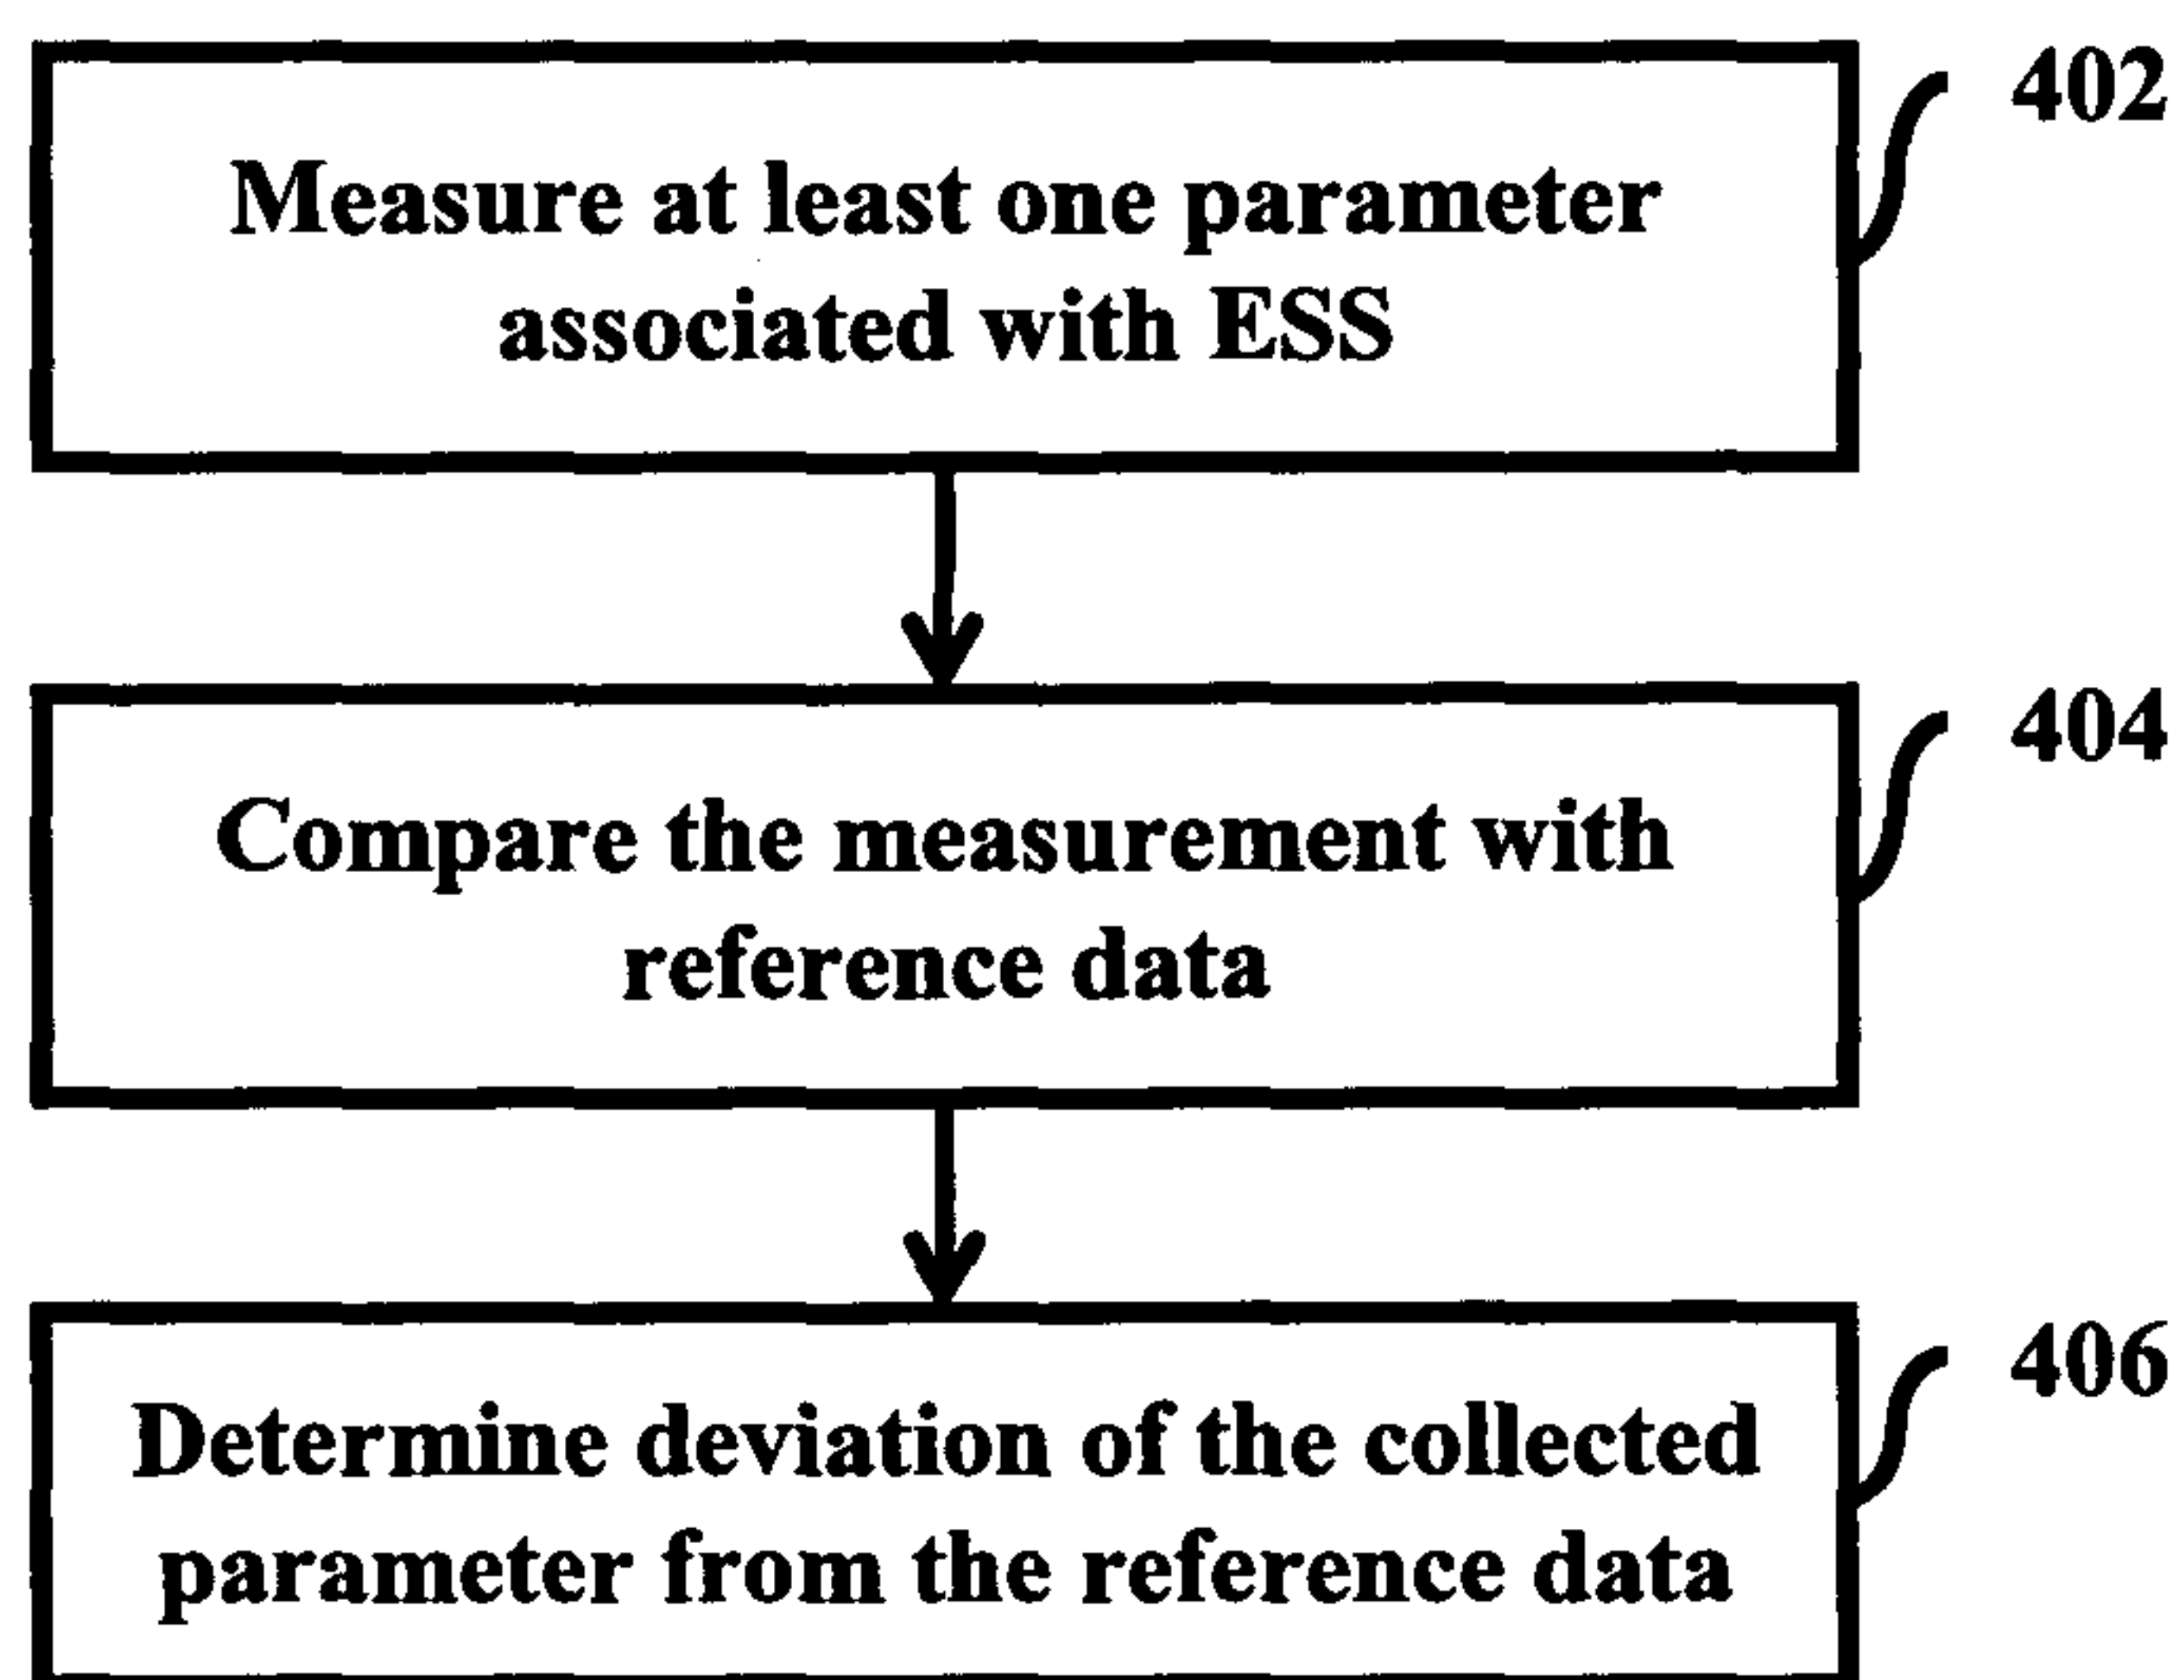 402
Measure at least one parameter
associated with ESS
404
Compare the measurement with
reference data
406
Determine deviation of the collected
parameter from the reference data